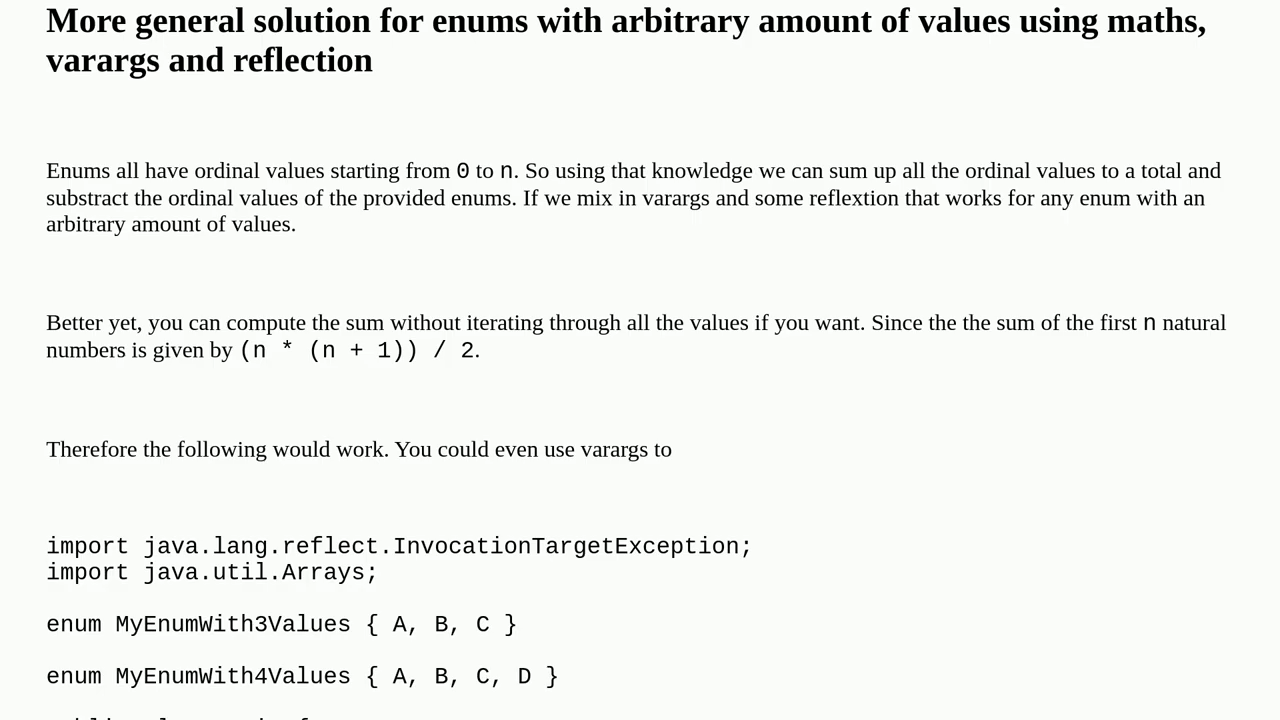 More general solution for enums with arbitrary amount of values using maths,
varargs and reflection
Enums all have ordinal values starting from 0 to n. So using that knowledge we can sum up all the ordinal values to a total and
substract the ordinal values of the provided enums. If we mix in varargs and some reflextion that works for any enum with an
arbitrary amount of values.
Better yet, you can compute the sum without iterating through all the values if you want. Since the the sum of the first n natural
numbers is given by (n * (n + 1)) / 2.
Therefore the following would work. You could even use varargs to
import java.lang.reflect.InvocationTargetException;
import java.util.Arrays;
enum MyEnumWith3Values { A, B, C }
enum MyEnumWith4Values { A, B, C, D }